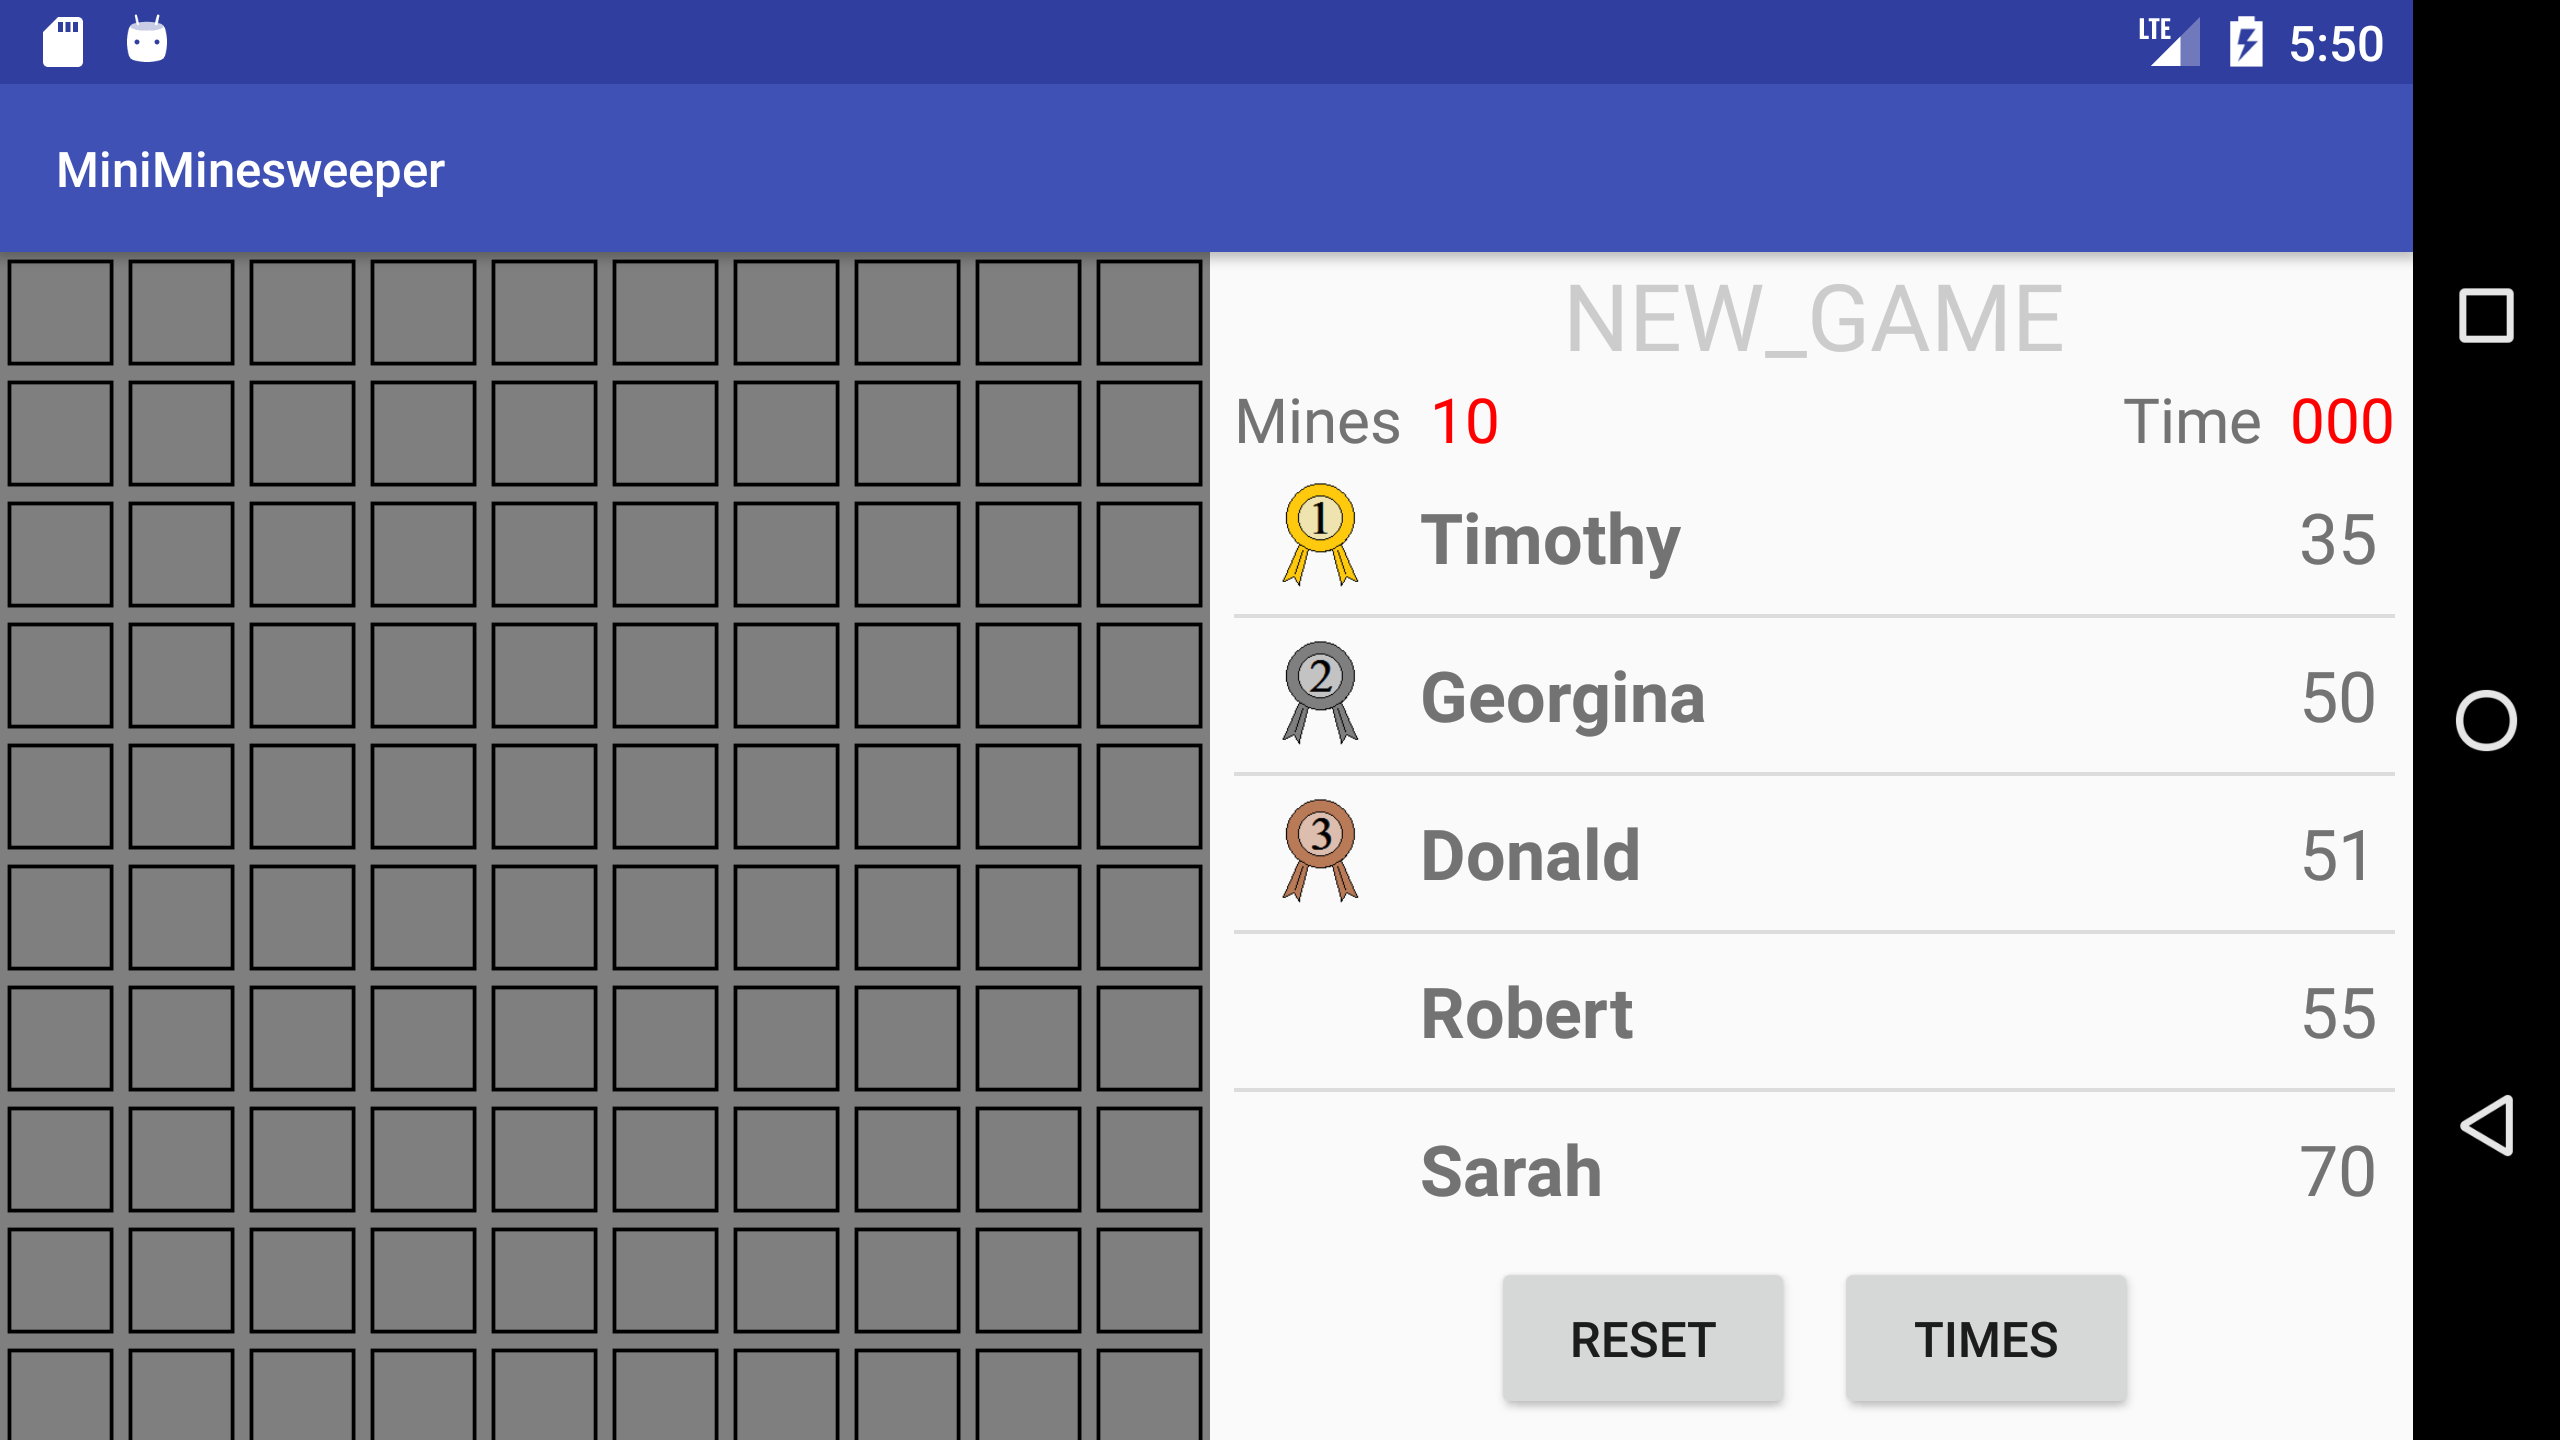 LTE 5:50
MiniMinesweeper
NEW_GAME
Mines 10 Time 000
1 Timothy 35
2 Georgina 50
3 Donald 51
Robert 55
Sarah 70
RESET TIMES